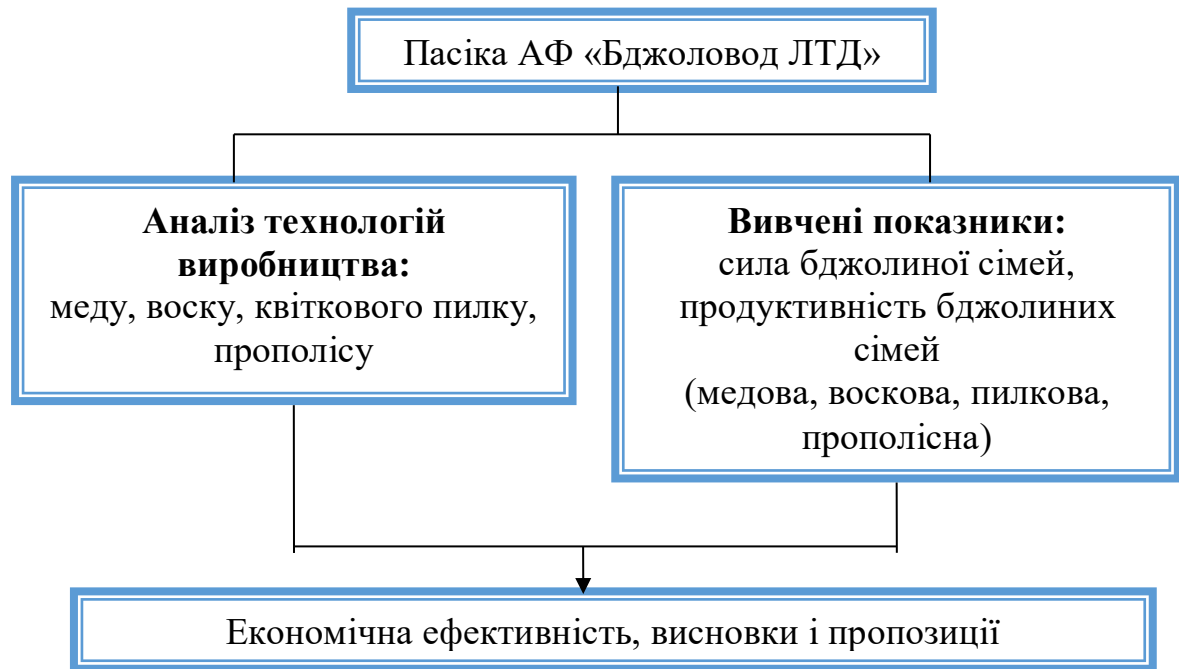 Пасіка АФ «Бджоловод ЛТД»
Аналіз технологій
виробництва:
меду, воску, квіткового пилку,
прополісу
Вивчені показники:
сила бджолиної сімей,
продуктивність бджолиних
сімей
(медова, воскова, пилкова,
прополісна)
Економічна ефективність, висновки і пропозиції